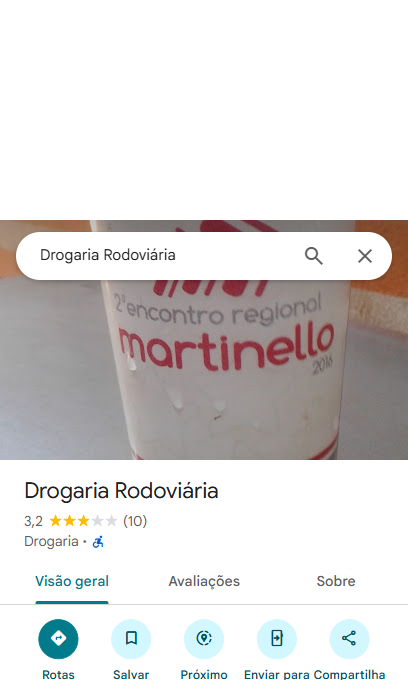 Drogaria Rodoviária
2º encontro regional
martinello
2016
Drogaria Rodoviária
3,2 (10)
Drogaria ·
Visão geral Avaliações Sobre
Rotas Salvar Próximo Enviar para Compartilhar